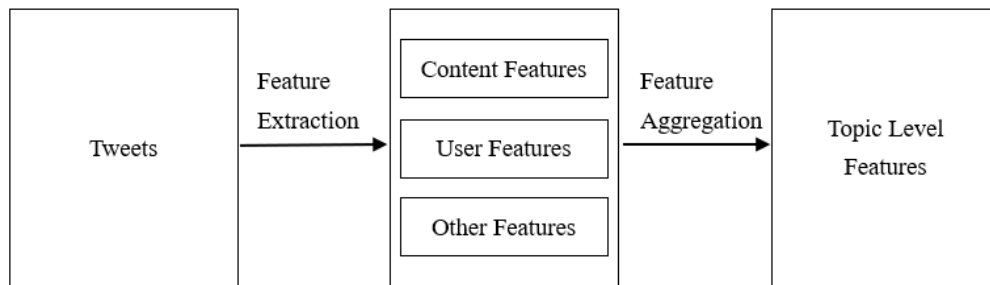 Tweets
Feature
Extraction
Content Features
User Features
Other Features
Feature
Aggregation
Topic Level
Features